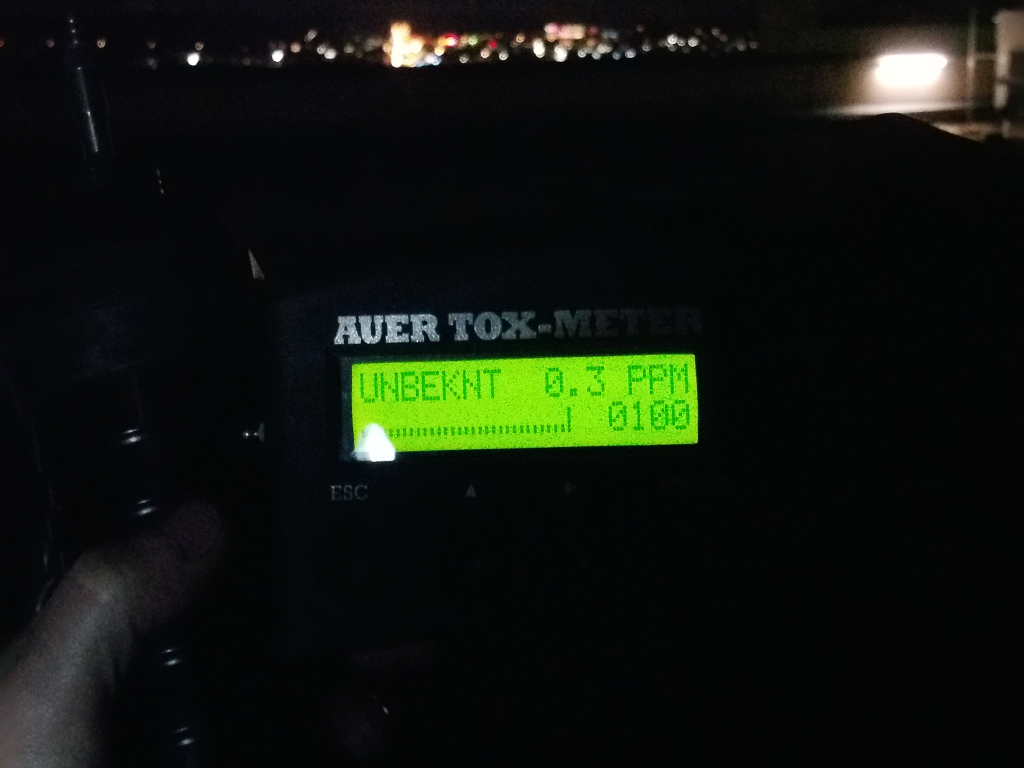 AUER TOX-METER
UNBEKNT 0.3 PPM
0100
ESC